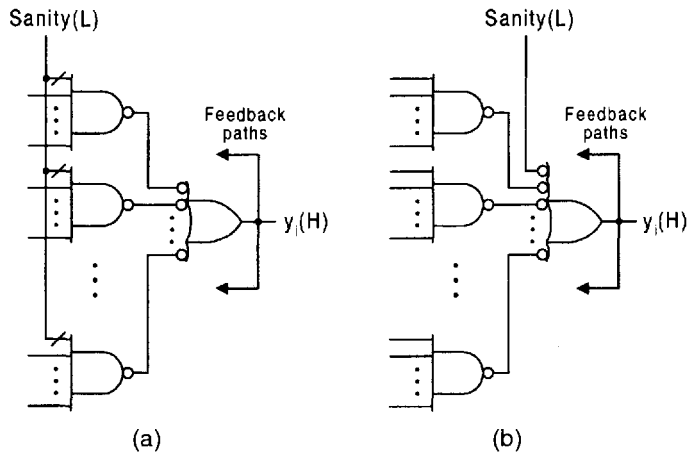 Sanity(L)
Feedback
paths
yi(H)
(a)
Sanity(L)
Feedback
paths
yi(H)
(b)